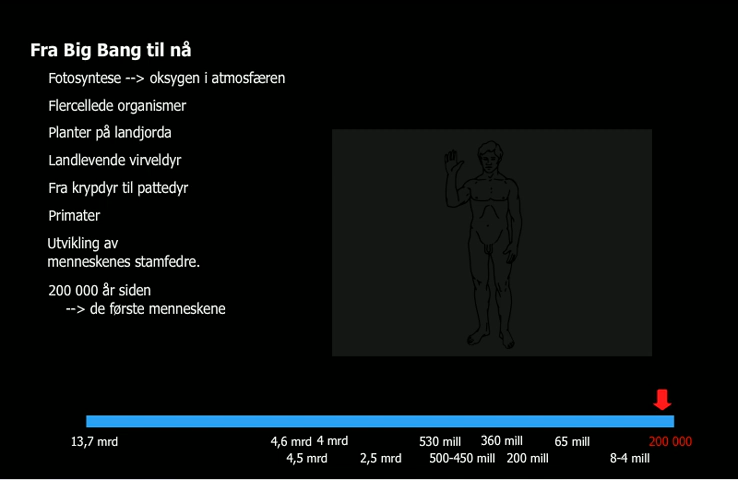 Fra Big Bang til nå
Fotosyntese --> oksygen i atmosfæren
Flercellede organismer
Planter på landjorda
Landlevende virveldyr
Fra krypdyr til pattedyr
Primater
Utvikling av
menneskenes stamfedre.
200 000 år siden
--> de første menneskene
13,7 mrd 4,6 mrd 4 mrd 530 mill 360 mill 65 mill 200 000
4,5 mrd 2,5 mrd 500-450 mill 200 mill 8-4 mill